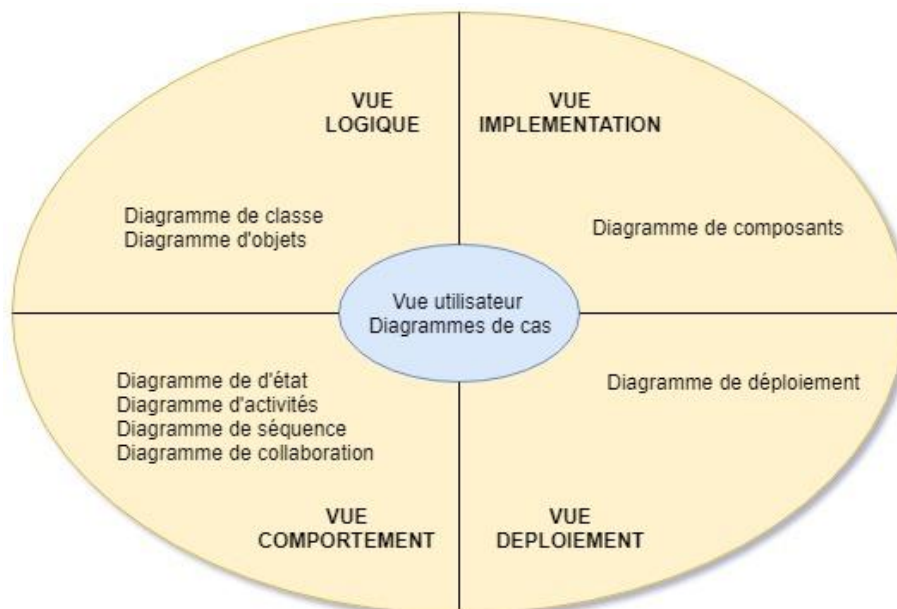 VUE
LOGIQUE
Diagramme de classe
Diagramme d'objets
VUE
IMPLEMENTATION
Diagramme de composants
Vue utilisateur
Diagrammes de cas
Diagramme de d'état
Diagramme d'activités
Diagramme de séquence
Diagramme de collaboration
VUE
COMPORTEMENT
Diagramme de déploiement
VUE
DEPLOIEMENT